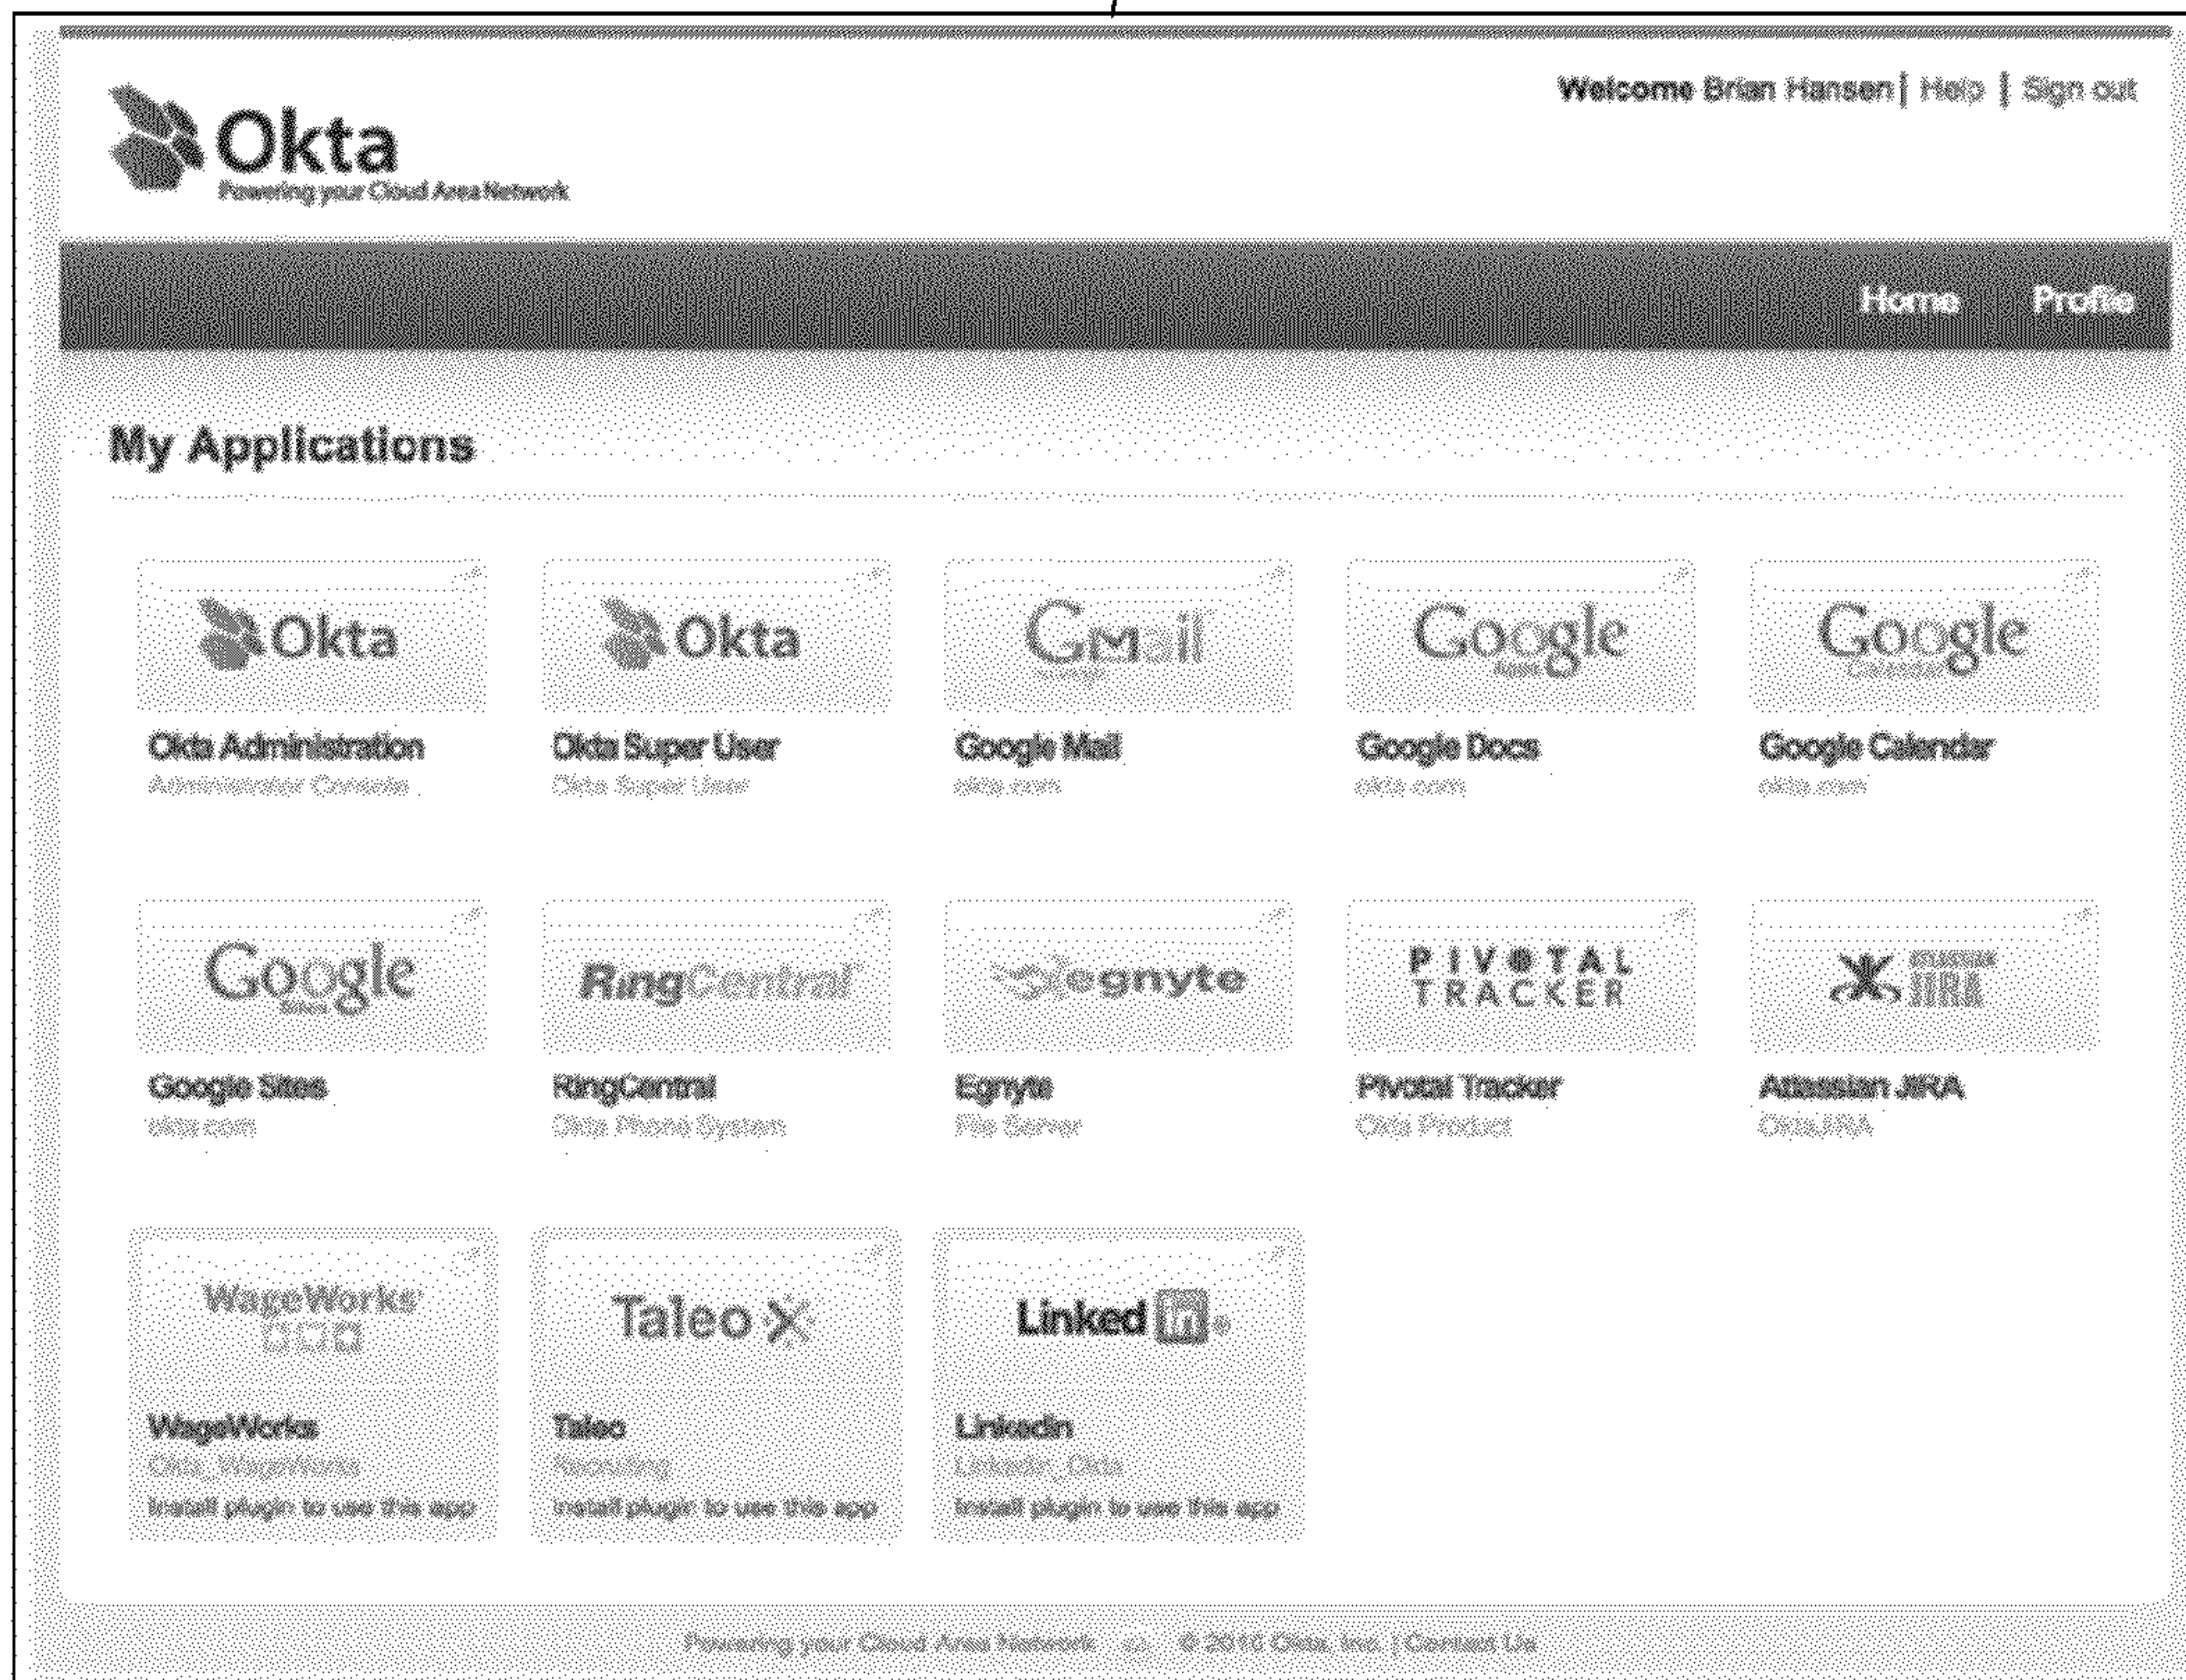 Welcome Brian Hansen | Help | Sign out
Okta
Powering your Cloud Area Network
Home Profile
My Applications
Okta Okta GMail Google Google
Apps Calendar
Okta Administration Okta Super User Google Mail Google Docs Google Calendar
Administrator Console Okta Super User okta.com okta.com okta.com
Google RingCentral egnyte PIVOTAL ATLASSIAN
Sites TRACKER JIRA
Google Sites RingCentral Egnyte Pivotal Tracker Atlassian JIRA
okta.com Okta Phone System File Server Okta Product OktaJIRA
WageWorks Taleo Linked in
WageWorks Taleo LinkedIn
Okta_WageWorks Recruiting LinkedIn_Okta
Install plugin to use this app Install plugin to use this app Install plugin to use this app
Powering your Cloud Area Network © 2010 Okta, Inc. | Contact Us